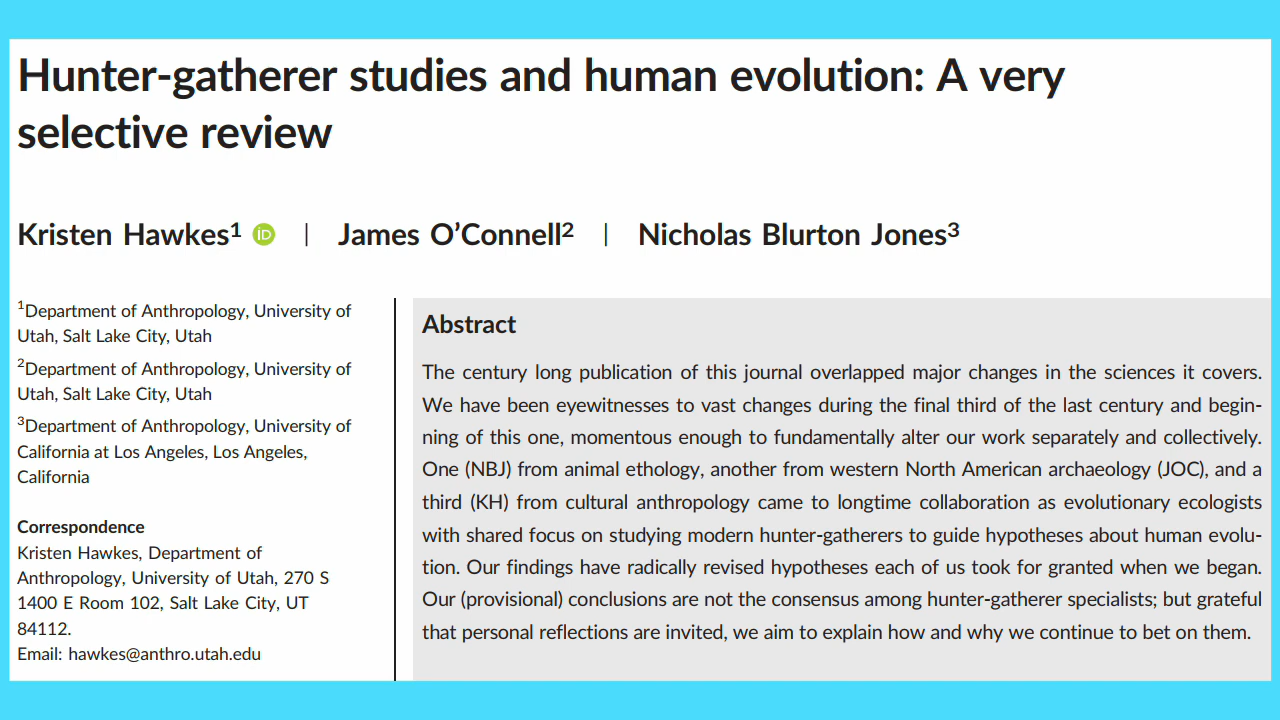 Hunter-gatherer studies and human evolution: A very
selective review
Kristen Hawkes1 iD | James O’Connell2 | Nicholas Blurton Jones3
1Department of Anthropology, University of
Utah, Salt Lake City, Utah
2Department of Anthropology, University of
Utah, Salt Lake City, Utah
3Department of Anthropology, University of
California at Los Angeles, Los Angeles,
California
Correspondence
Kristen Hawkes, Department of
Anthropology, University of Utah, 270 S
1400 E Room 102, Salt Lake City, UT
84112.
Email: hawkes@anthro.utah.edu
Abstract
The century long publication of this journal overlapped major changes in the sciences it covers.
We have been eyewitnesses to vast changes during the final third of the last century and begin-
ning of this one, momentous enough to fundamentally alter our work separately and collectively.
One (NBJ) from animal ethology, another from western North American archaeology (JOC), and a
third (KH) from cultural anthropology came to longtime collaboration as evolutionary ecologists
with shared focus on studying modern hunter-gatherers to guide hypotheses about human evolu-
tion. Our findings have radically revised hypotheses each of us took for granted when we began.
Our (provisional) conclusions are not the consensus among hunter-gatherer specialists; but grateful
that personal reflections are invited, we aim to explain how and why we continue to bet on them.